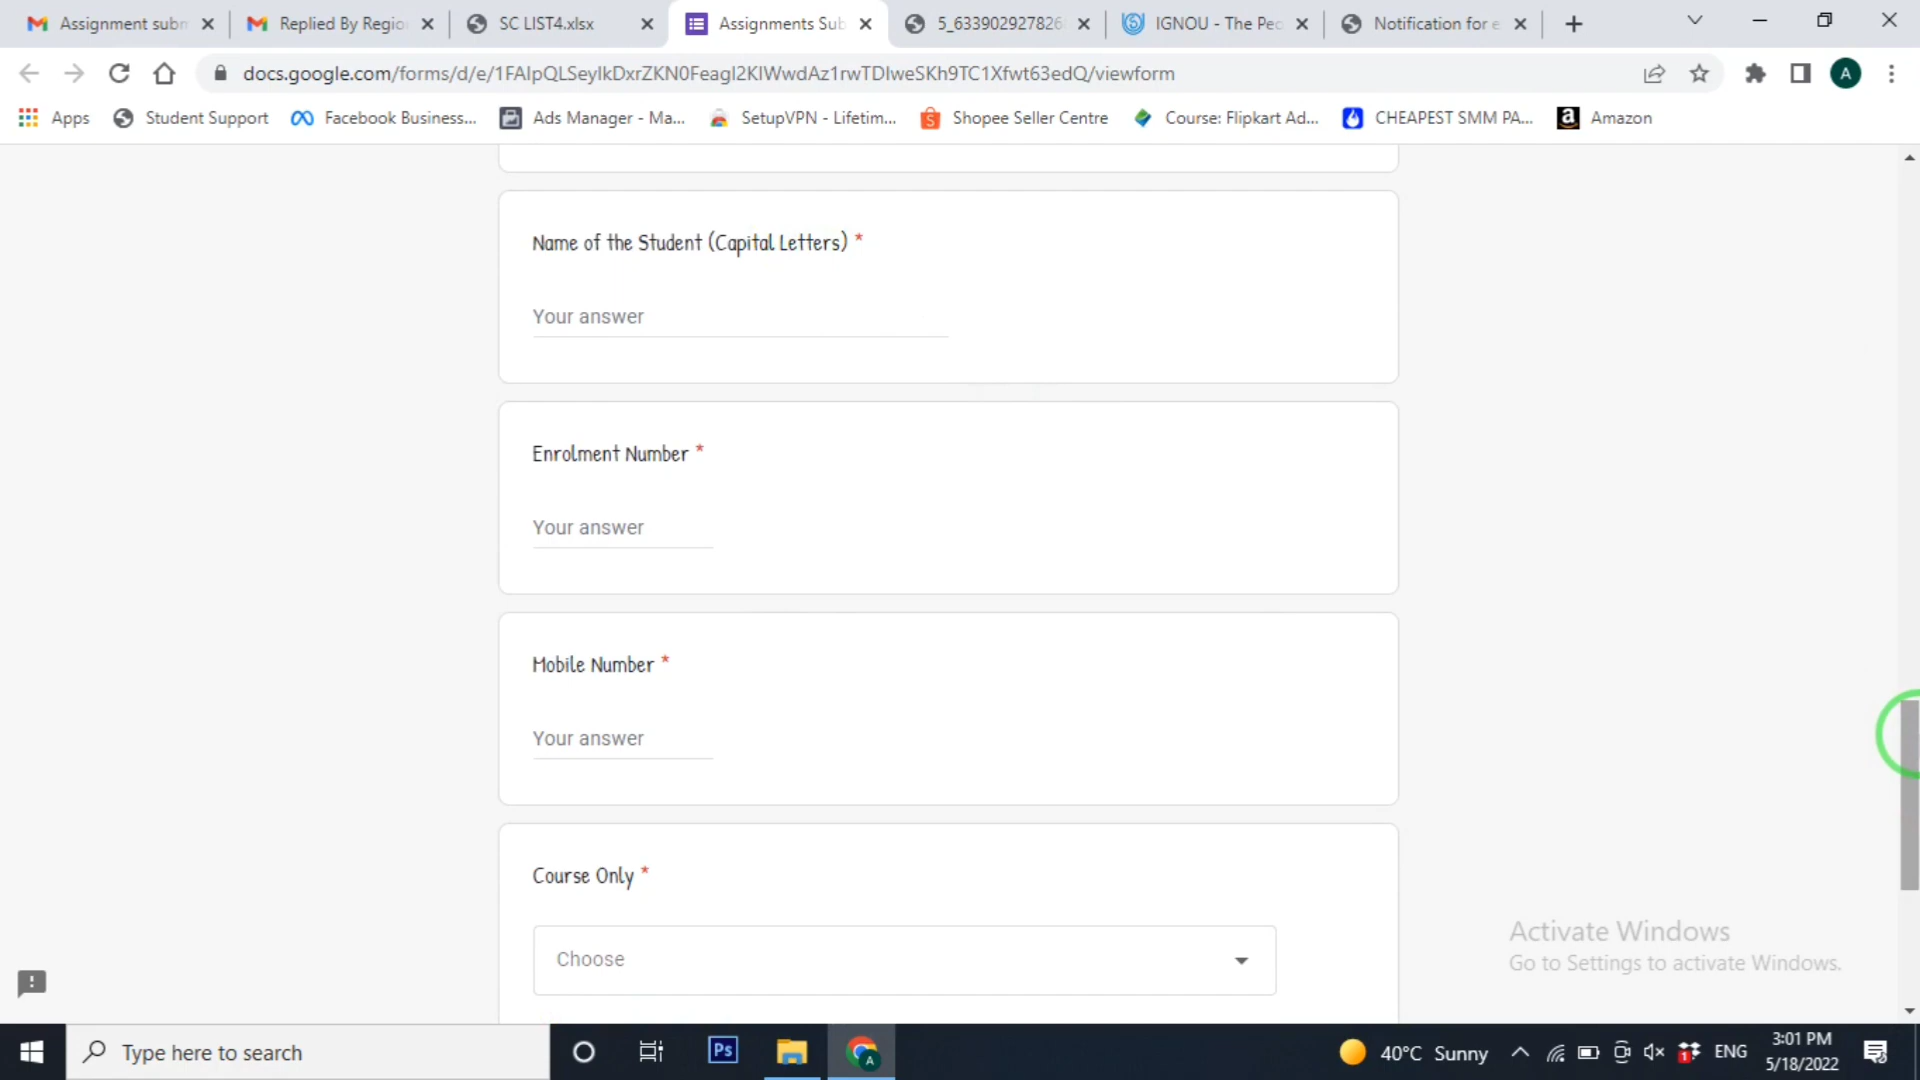 Assignment subm
Replied By Regio
SC LIST4.xlsx
Assignments Sub
5_633902927826
IGNOU - The Peo
Notification for e
docs.google.com/forms/d/e/1FAIpQLSeyIkDxrZKN0Feagl2KIWwdAz1rwTDIweSKh9TC1Xfwt63edQ/viewform
A
Apps
Student Support
Facebook Business...
Ads Manager - Ma...
SetupVPN - Lifetim...
Shopee Seller Centre
Course: Flipkart Ad...
CHEAPEST SMM PA...
Amazon
Name of the Student (Capital Letters) *
Your answer
Enrolment Number *
Your answer
Mobile Number *
Your answer
Course Only *
Choose
Activate Windows
Go to Settings to activate Windows.
Type here to search
Ps
A
40°C Sunny
1
ENG
3:01 PM
5/18/2022